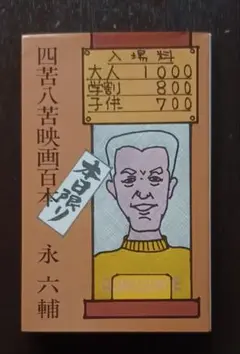 四苦八苦映画百本
永六輔
入場料
大人 1000
学割 800
子供 700
本日限り